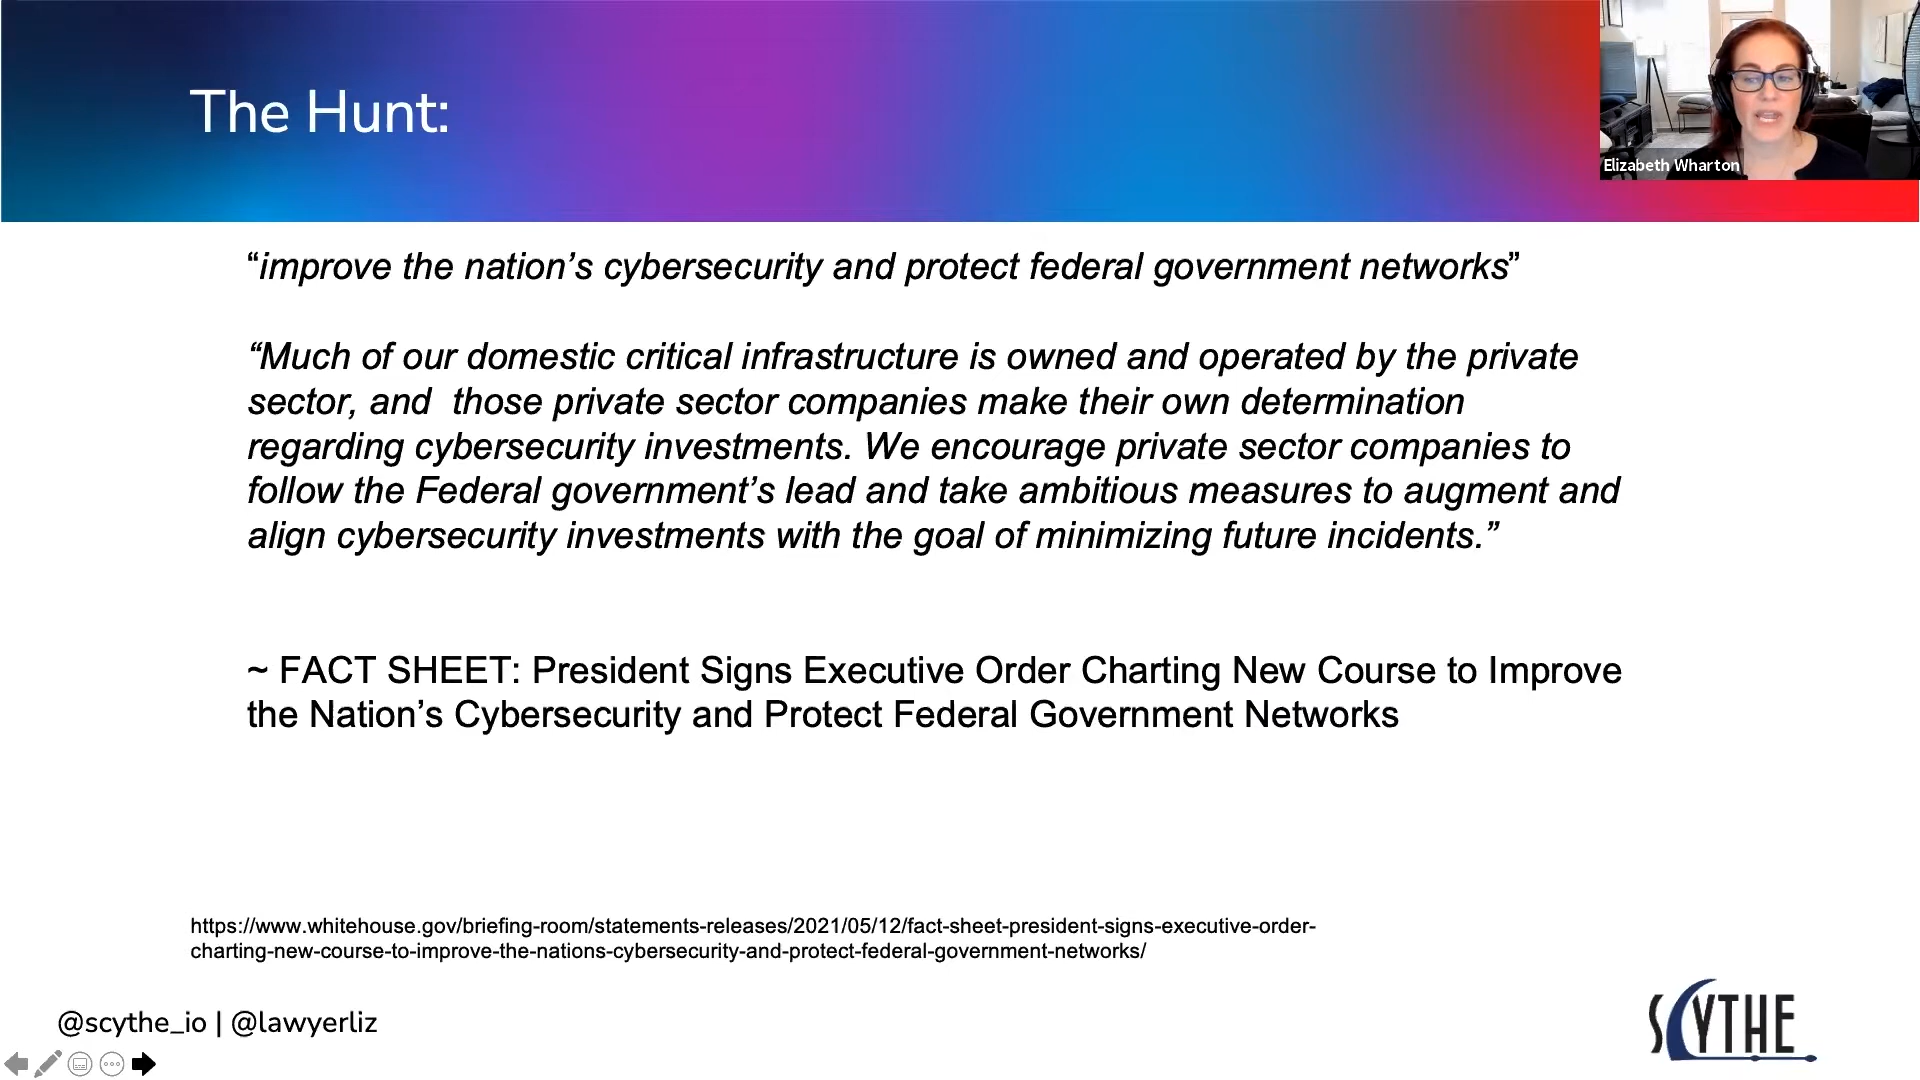 The Hunt:
Elizabeth Wharton
“improve the nation’s cybersecurity and protect federal government networks”
“Much of our domestic critical infrastructure is owned and operated by the private
sector, and  those private sector companies make their own determination
regarding cybersecurity investments. We encourage private sector companies to
follow the Federal government’s lead and take ambitious measures to augment and
align cybersecurity investments with the goal of minimizing future incidents.”
~ FACT SHEET: President Signs Executive Order Charting New Course to Improve
the Nation’s Cybersecurity and Protect Federal Government Networks
https://www.whitehouse.gov/briefing-room/statements-releases/2021/05/12/fact-sheet-president-signs-executive-order-
charting-new-course-to-improve-the-nations-cybersecurity-and-protect-federal-government-networks/
@scythe_io | @lawyerliz
SCYTHE